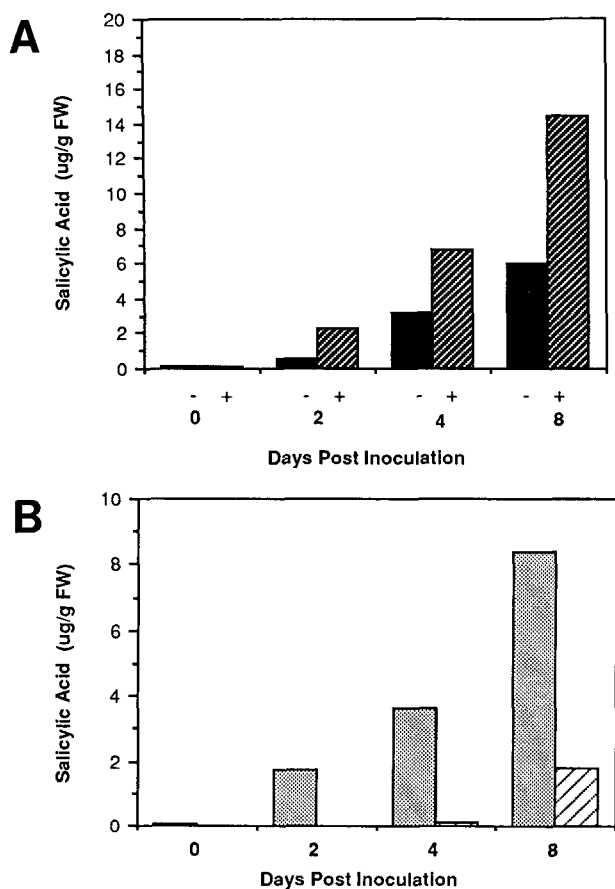 A
Salicylic Acid (ug/g FW)
20
18
16
14
12
10
8
6
4
2
0
- + - + - + - +
0 2 4 8
Days Post Inoculation
B
Salicylic Acid (ug/g FW)
10
8
6
4
2
0
0 2 4 8
Days Post Inoculation